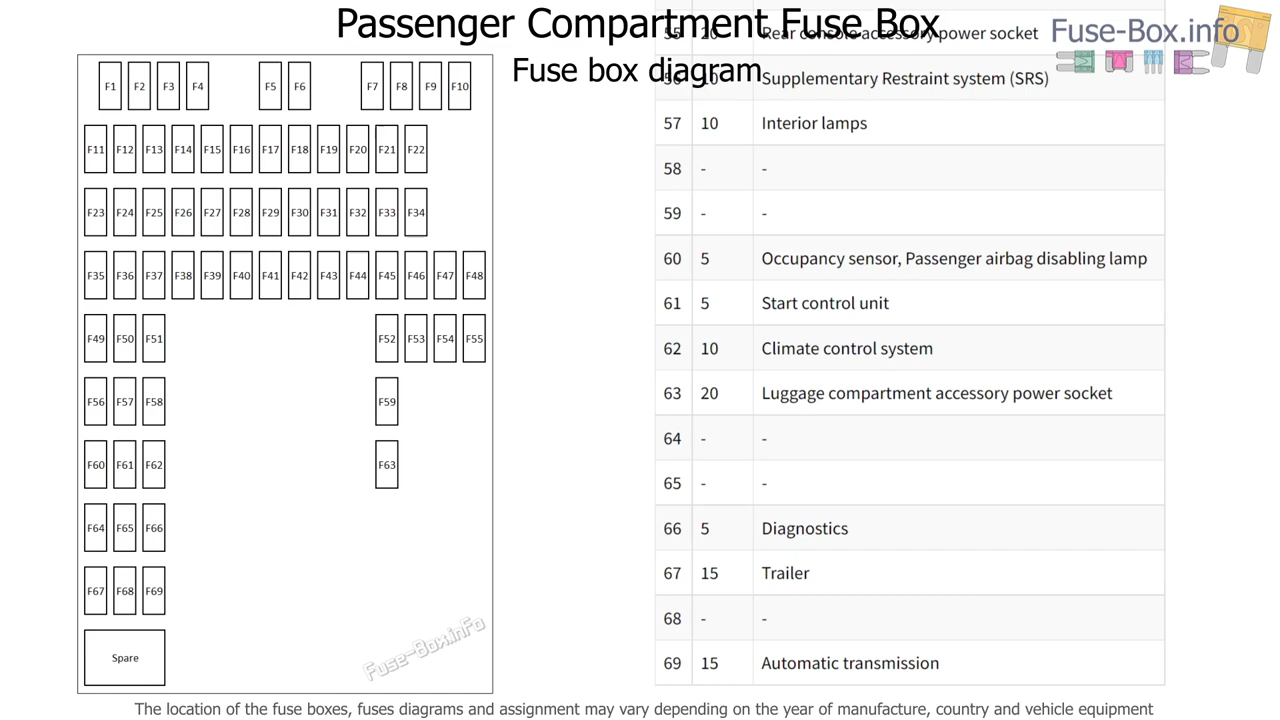 Passenger Compartment Fuse Box
Fuse box diagram
Fuse-Box.info
F1 F2 F3 F4 F5 F6 F7 F8 F9 F10
F11 F12 F13 F14 F15 F16 F17 F18 F19 F20 F21 F22
F23 F24 F25 F26 F27 F28 F29 F30 F31 F32 F33 F34
F35 F36 F37 F38 F39 F40 F41 F42 F43 F44 F45 F46 F47 F48
F49 F50 F51 F52 F53 F54 F55
F56 F57 F58 F59
F60 F61 F62 F63
F64 F65 F66
F67 F68 F69
Spare
Fuse-Box.info
55 20 Rear console accessory power socket
56 10 Supplementary Restraint system (SRS)
57 10 Interior lamps
58 - -
59 - -
60 5 Occupancy sensor, Passenger airbag disabling lamp
61 5 Start control unit
62 10 Climate control system
63 20 Luggage compartment accessory power socket
64 - -
65 - -
66 5 Diagnostics
67 15 Trailer
68 - -
69 15 Automatic transmission
The location of the fuse boxes, fuses diagrams and assignment may vary depending on the year of manufacture, country and vehicle equipment